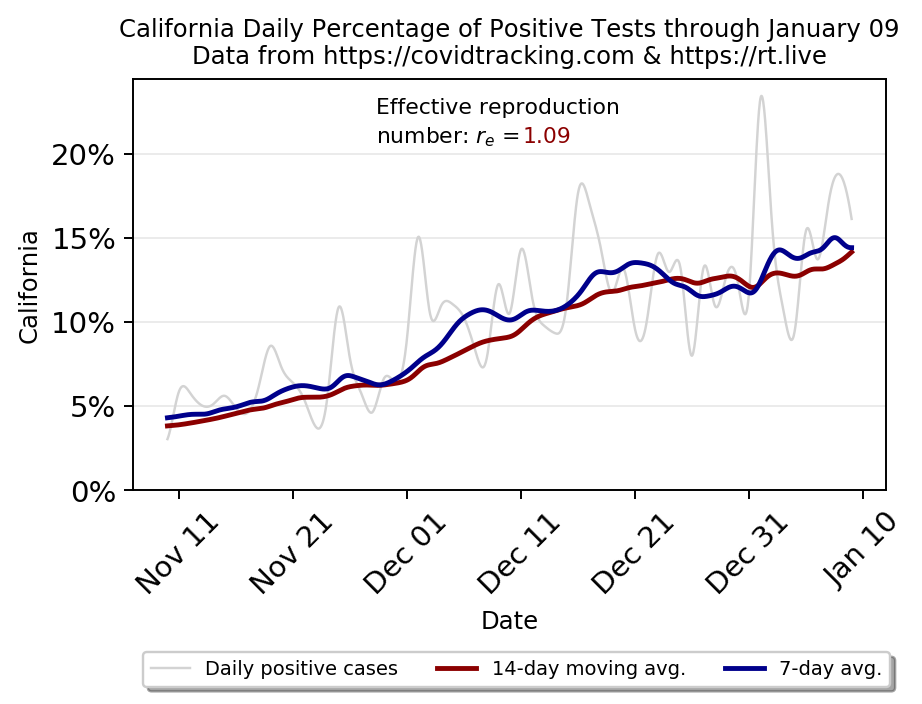 California Daily Percentage of Positive Tests through January 09
Data from https://covidtracking.com & https://rt.live
Effective reproduction
number: rₑ =1.09
20%
15%
10%
5%
0%
California
Nov 11
Nov 21
Dec 01
Dec 11
Dec 21
Dec 31
Jan 10
Date
Daily positive cases
14-day moving avg.
7-day avg.